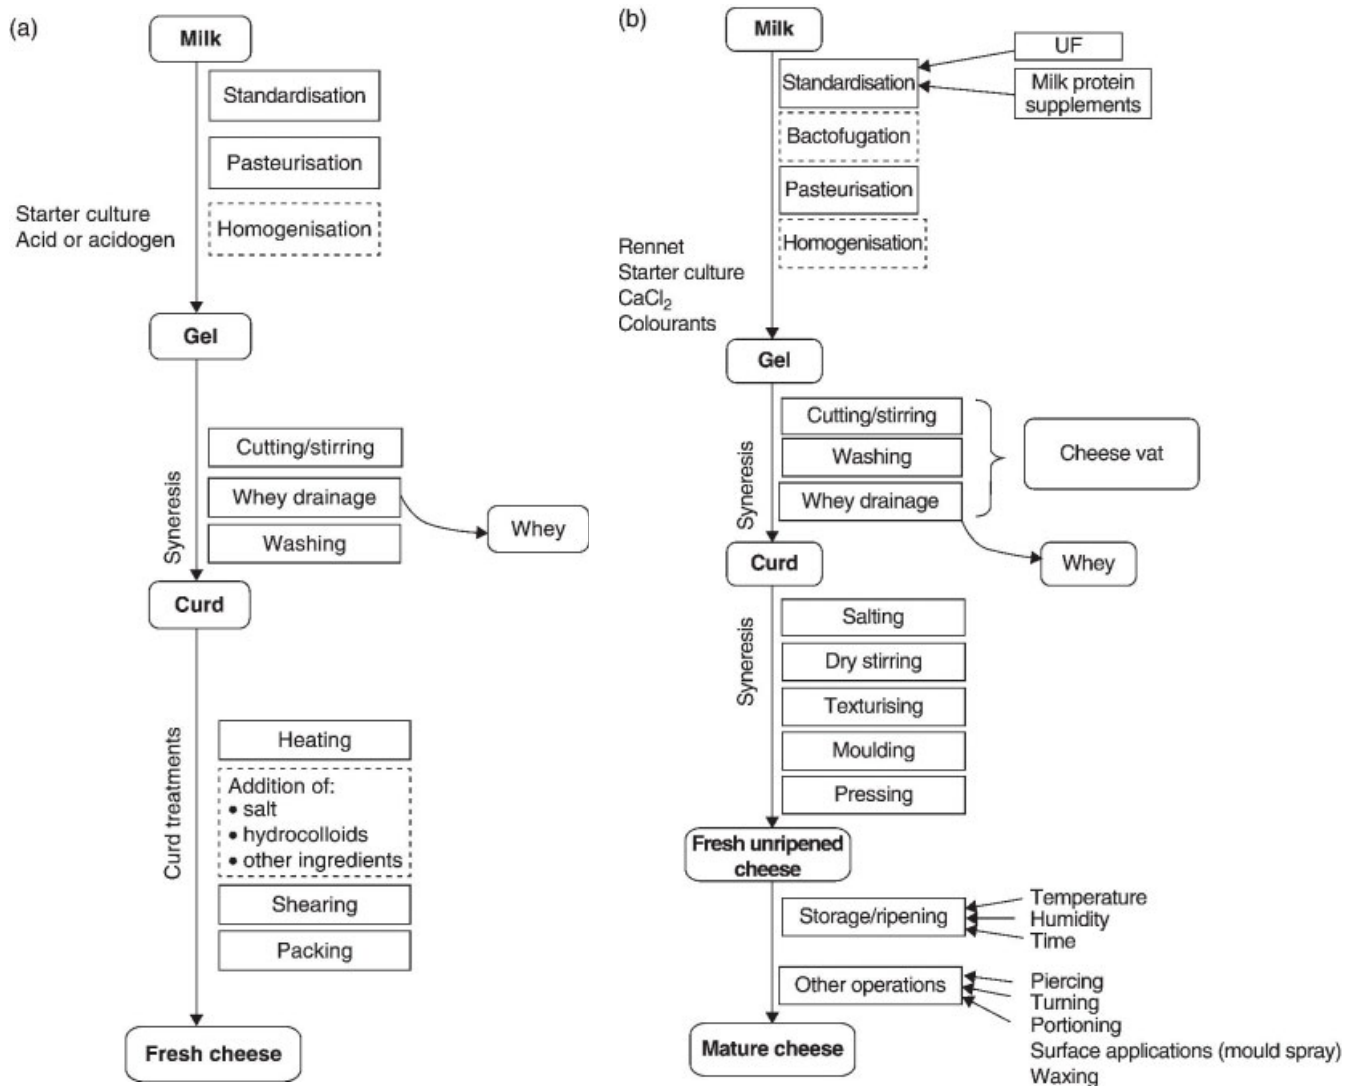 (a)
Milk
Standardisation
Pasteurisation
Homogenisation
Starter culture
Acid or acidogen
Gel
Cutting/stirring
Whey drainage
Washing
Syneresis
Whey
Curd
Heating
Addition of:
• salt
• hydrocolloids
• other ingredients
Shearing
Packing
Curd treatments
Fresh cheese
(b)
Milk
UF
Standardisation
Milk protein
supplements
Bactofugation
Pasteurisation
Homogenisation
Rennet
Starter culture
CaCl₂
Colourants
Gel
Cutting/stirring
Washing
Whey drainage
Cheese vat
Syneresis
Whey
Curd
Salting
Dry stirring
Texturising
Moulding
Pressing
Syneresis
Fresh unripened
cheese
Storage/ripening
Temperature
Humidity
Time
Other operations
Piercing
Turning
Portioning
Surface applications (mould spray)
Waxing
Mature cheese